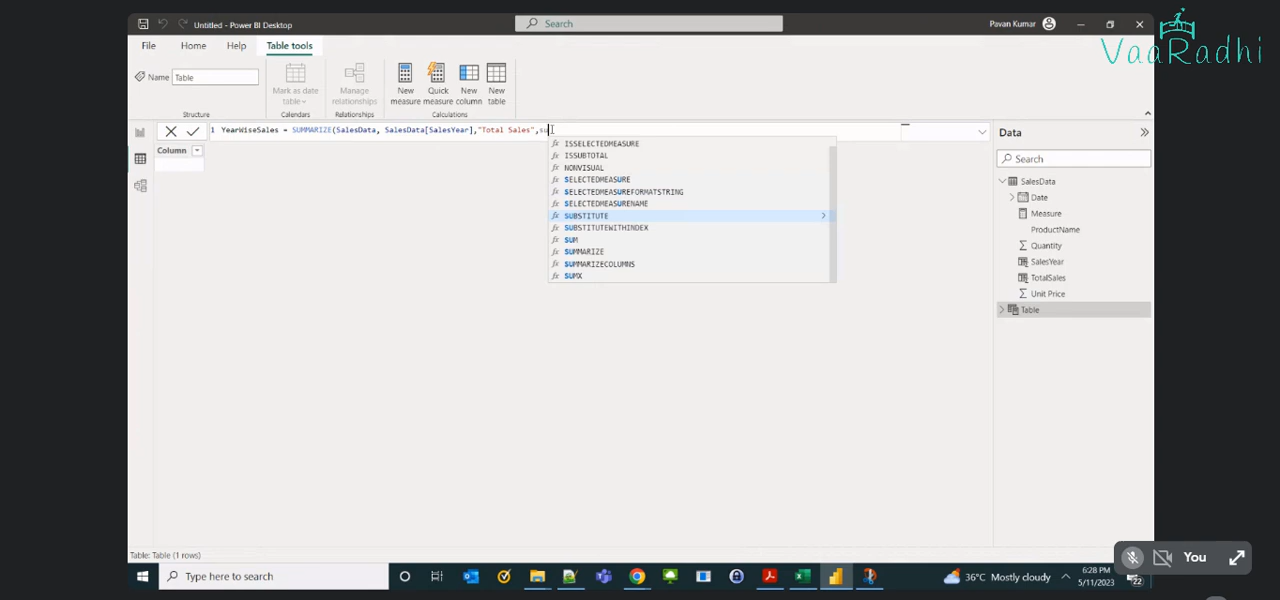 Untitled - Power BI Desktop
Search
Pavan Kumar
VaaRadhi
File
Home
Help
Table tools
Name
Table
Mark as date table
Manage relationships
New measure
Quick measure
New column
New table
Structure
Calendars
Relationships
Calculations
1 YearWiseSales = SUMMARIZE(SalesData, SalesData[SalesYear],"Total Sales",su
Column
ISSELECTEDMEASURE
ISSUBTOTAL
NONVISUAL
SELECTEDMEASURE
SELECTEDMEASUREFORMATSTRING
SELECTEDMEASURENAME
SUBSTITUTE
SUBSTITUTEWITHINDEX
SUM
SUMMARIZE
SUMMARIZECOLUMNS
SUMX
Data
Search
SalesData
Date
Measure
ProductName
Quantity
SalesYear
TotalSales
Unit Price
Table
Table: Table (1 rows)
You
Type here to search
36°C Mostly cloudy
6:28 PM
5/11/2023
22